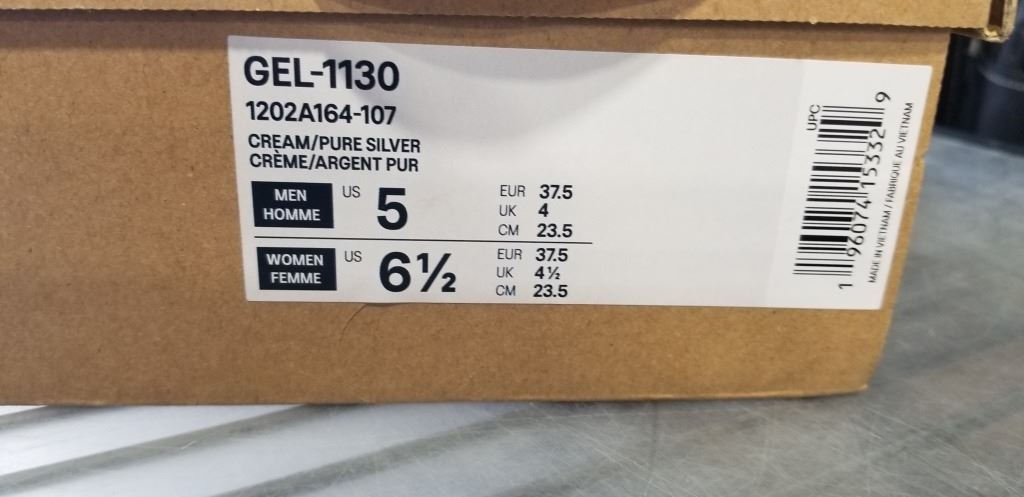 GEL-1130
1202A164-107
CREAM/PURE SILVER
CRÈME/ARGENT PUR
MEN
HOMME
US 5
EUR 37.5
UK 4
CM 23.5
WOMEN
FEMME
US 6½
EUR 37.5
UK 4½
CM 23.5
UPC
1 96074 15332 9
MADE IN VIETNAM / FABRIQUÉ AU VIETNAM